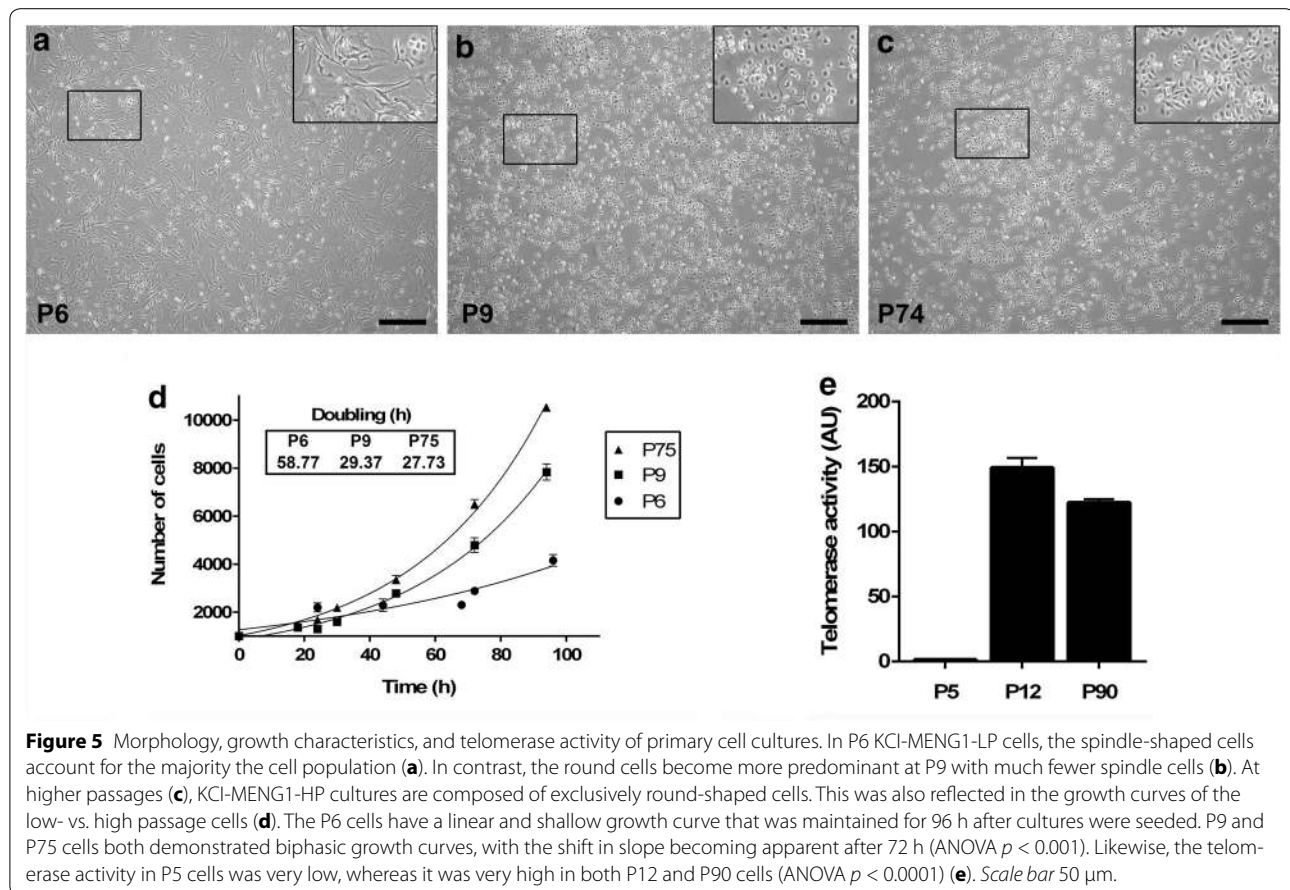 a
b
c
P6
P9
P74
d
Doubling (h)
P6 P9 P75
58.77 29.37 27.73
10000
8000
6000
4000
2000
Number of cells
0 20 40 60 80 100
Time (h)
P75
P9
P6
e
200
150
100
50
0
Telomerase activity (AU)
P5 P12 P90
Figure 5 Morphology, growth characteristics, and telomerase activity of primary cell cultures. In P6 KCI-MENG1-LP cells, the spindle-shaped cells
account for the majority the cell population (a). In contrast, the round cells become more predominant at P9 with much fewer spindle cells (b). At
higher passages (c), KCI-MENG1-HP cultures are composed of exclusively round-shaped cells. This was also reflected in the growth curves of the
low- vs. high passage cells (d). The P6 cells have a linear and shallow growth curve that was maintained for 96 h after cultures were seeded. P9 and
P75 cells both demonstrated biphasic growth curves, with the shift in slope becoming apparent after 72 h (ANOVA p < 0.001). Likewise, the telom-
erase activity in P5 cells was very low, whereas it was very high in both P12 and P90 cells (ANOVA p < 0.0001) (e). Scale bar 50 μm.